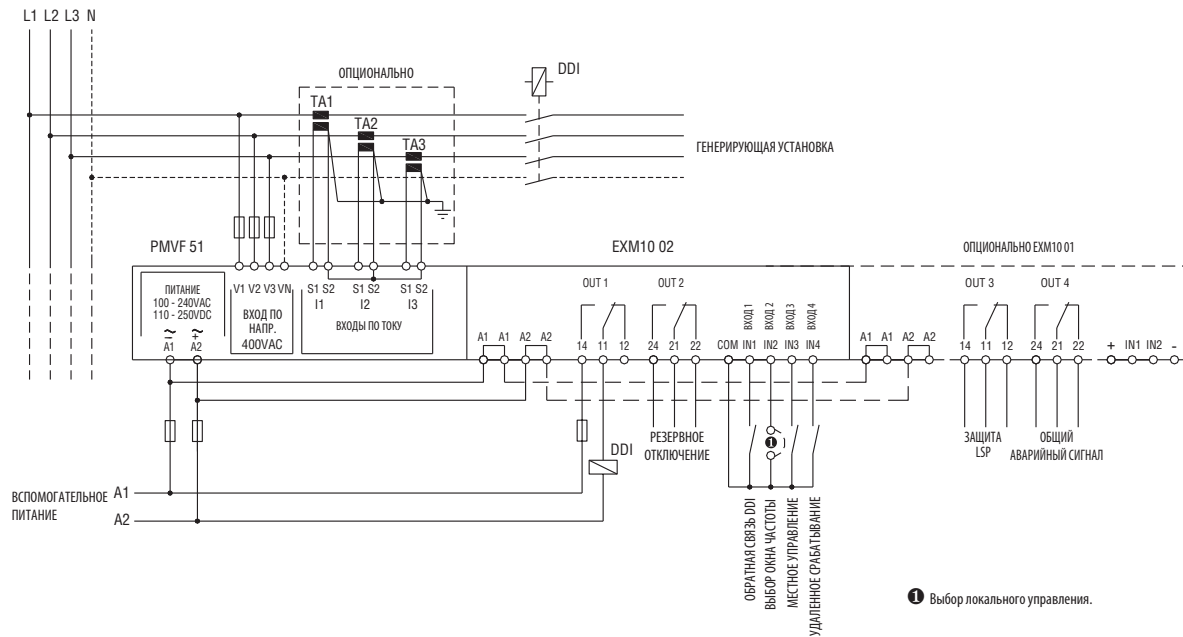 L1 L2 L3 N
ОПЦИОНАЛЬНО
DDI
TA1
TA2
TA3
ГЕНЕРИРУЮЩАЯ УСТАНОВКА
PMVF 51
EXM10 02
ОПЦИОНАЛЬНО EXM10 01
ПИТАНИЕ
100 - 240VAC
110 - 250VDC
~ ~
- +
A1 A2
V1 V2 V3 VN
ВХОД ПО
НАПР.
400VAC
S1 S2 S1 S2 S1 S2
I1 I2 I3
ВХОДЫ ПО ТОКУ
A1 A1 A2 A2
OUT 1
14 11 12
OUT 2
24 21 22
ВХОД 1
ВХОД 2
ВХОД 3
ВХОД 4
COM IN1 IN2 IN3 IN4
A1 A1 A2 A2
OUT 3
14 11 12
OUT 4
24 21 22
+ IN1 IN2 -
РЕЗЕРВНОЕ
ОТКЛЮЧЕНИЕ
DDI
1
ЗАЩИТА
LSP
ОБЩИЙ
АВАРИЙНЫЙ СИГНАЛ
ВСПОМОГАТЕЛЬНОЕ
ПИТАНИЕ
A1
A2
ОБРАТНАЯ СВЯЗЬ DDI
ВЫБОР ОКНА ЧАСТОТЫ
МЕСТНОЕ УПРАВЛЕНИЕ
УДАЛЕННОЕ СРАБАТЫВАНИЕ
1 Выбор локального управления.